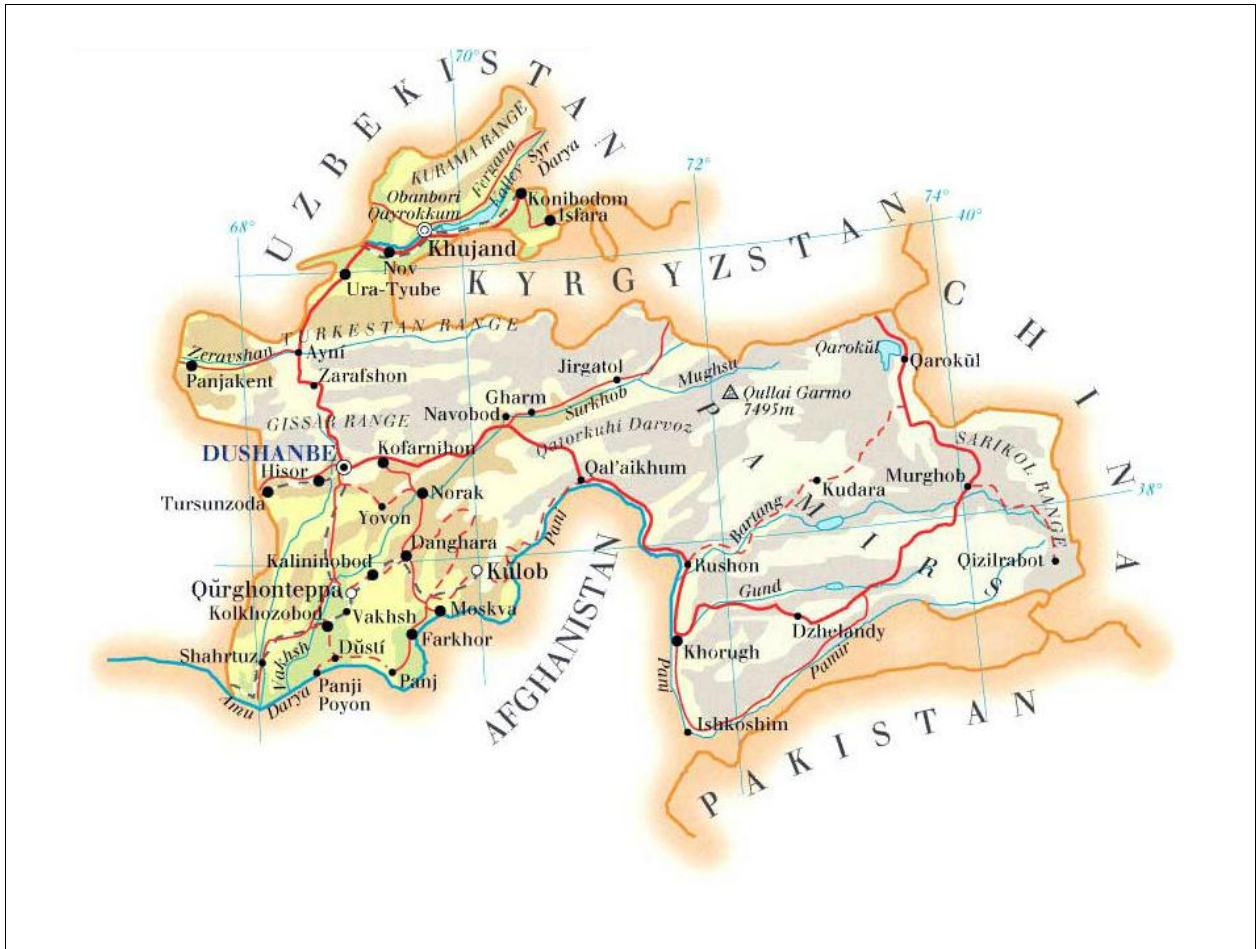 70°
UZBEKISTAN
KURAMA RANGE
Fergana
Valley
Syr
Darya
72°
Obanbori
Qayrokkum
Konibodom
Isfara
74°
40°
68°
Khujand
Nov
Ura-Tyube
KYRGYZSTAN
CHINA
TURKESTAN RANGE
Zeravshan
Ayni
Panjakent
Zarafshon
Jirgatol
Mughsu
Qarokŭl
Qarokŭl
Qullai Garmo
7495m
Gharm
Surkhob
Navobod
GISSAR RANGE
Qatorkuhi Darvoz
PAMIRS
SARIKOL RANGE
DUSHANBE
Kofarnihon
Hisor
Qal'aikhum
Murghob
Kudara
38°
Tursunzoda
Norak
Yovon
Panj
Bartang
Danghara
Kalininobod
Kŭlob
Rushon
Qizilrabot
Qŭrghonteppa
Gund
Kolkhozobod
Vakhsh
Moskva
AFGHANISTAN
Dzhelandy
Farkhor
Khorugh
Dŭstí
Shahrtuz
Vakhsh
Panj
Pamir
Panji
Poyon
Panj
Amu
Darya
Ishkoshim
PAKISTAN